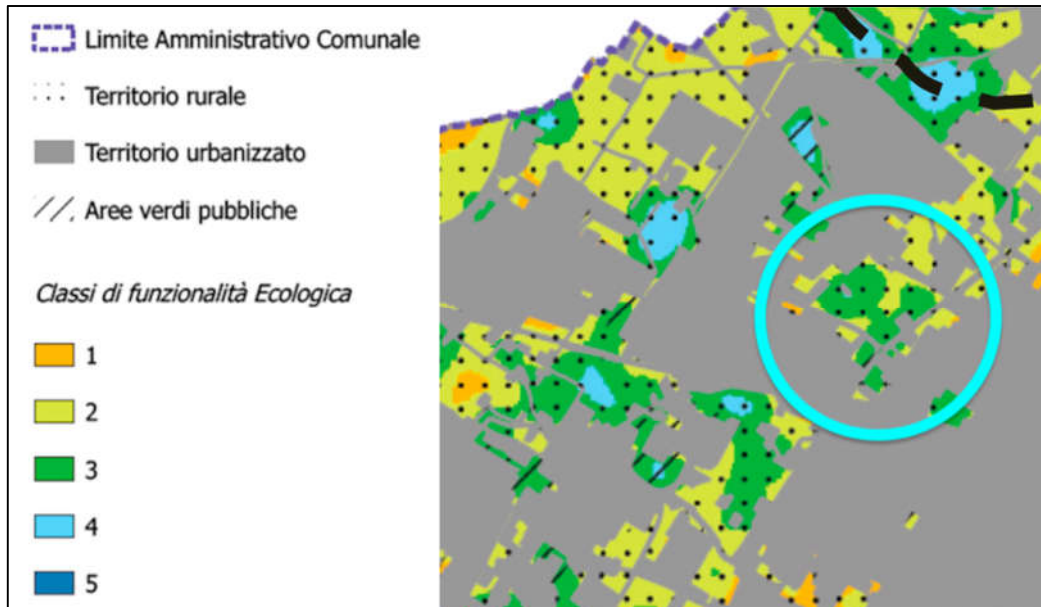 Limite Amministrativo Comunale
Territorio rurale
Territorio urbanizzato
Aree verdi pubbliche
Classi di funzionalità Ecologica
1
2
3
4
5